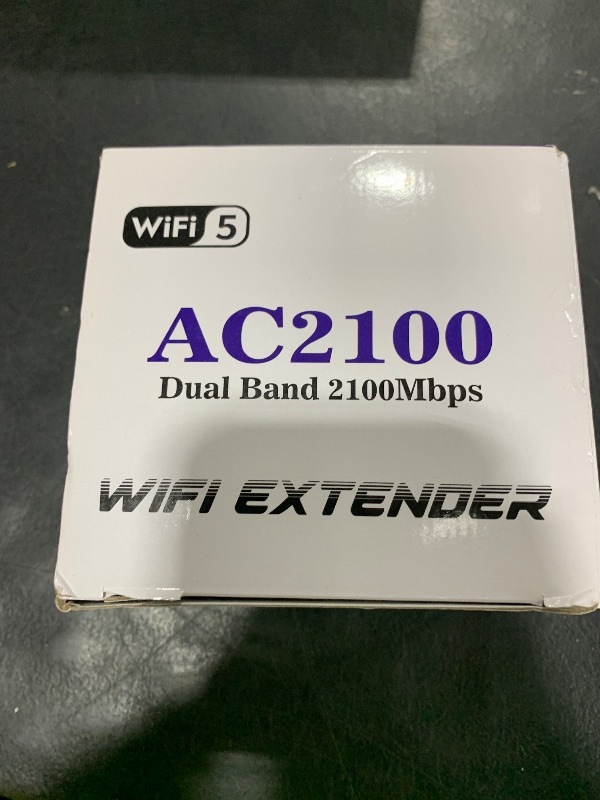 WiFi 5
AC2100
Dual Band 2100Mbps
WIFI EXTENDER